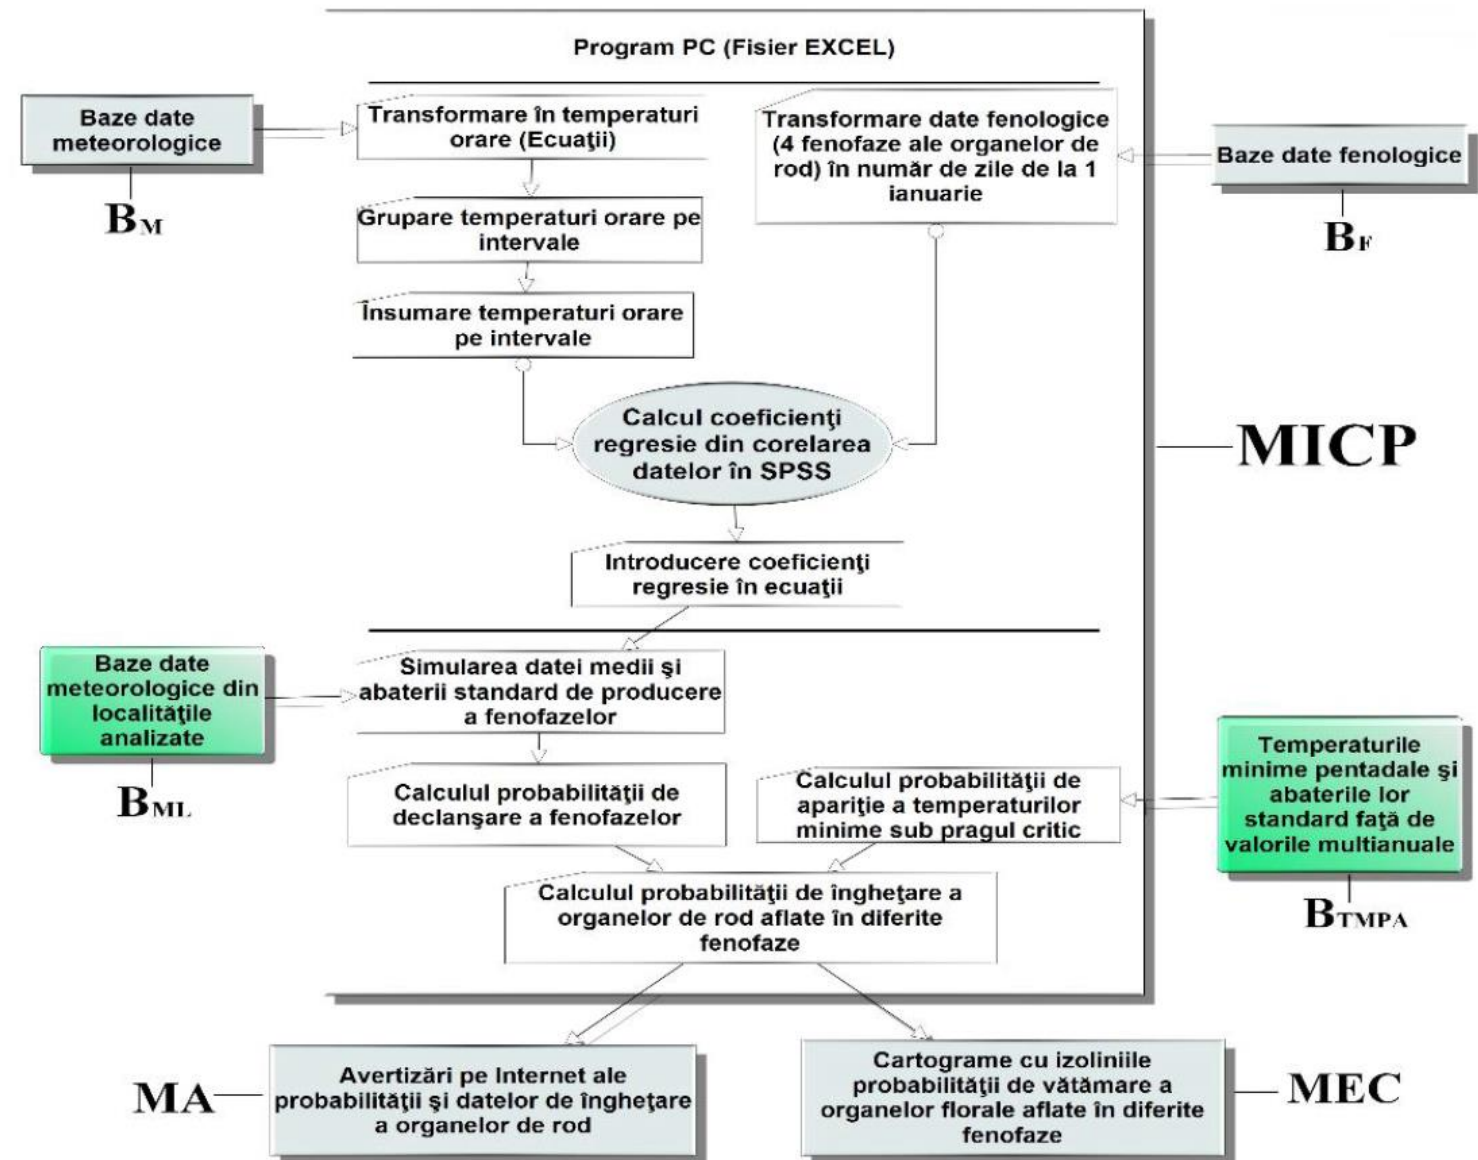 Program PC (Fisier EXCEL)
Baze date
meteorologice
BM
Transformare în temperaturi
orare (Ecuaţii)
Transformare date fenologice
(4 fenofaze ale organelor de
rod) în număr de zile de la 1
ianuarie
Baze date fenologice
BF
Grupare temperaturi orare pe
intervale
Însumare temperaturi orare
pe intervale
Calcul coeficienţi
regresie din corelarea
datelor în SPSS
MICP
Introducere coeficienţi
regresie în ecuaţii
Baze date
meteorologice din
localităţile
analizate
BML
Simularea datei medii şi
abaterii standard de producere
a fenofazelor
Calculul probabilităţii de
declanşare a fenofazelor
Calculul probabilităţii de
apariţie a temperaturilor
minime sub pragul critic
Temperaturile
minime pentadale şi
abaterile lor
standard faţă de
valorile multianuale
BTMPA
Calculul probabilităţii de îngheţare a
organelor de rod aflate în diferite
fenofaze
MA
Avertizări pe Internet ale
probabilităţii şi datelor de îngheţare
a organelor de rod
Cartograme cu izoliniile
probabilităţii de vătămare a
organelor florale aflate în diferite
fenofaze
MEC